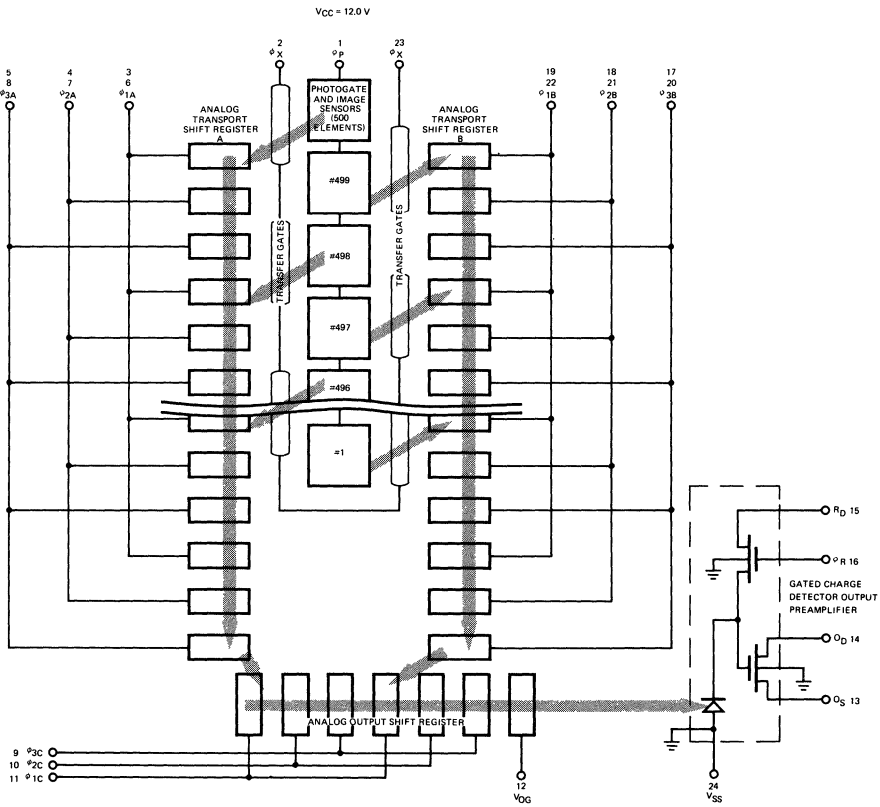 VCC = 12.0 V
2
φX
1
φP
23
φX
5
8
φ3A
4
7
φ2A
3
6
φ1A
19
22
φ1B
18
21
φ2B
17
20
φ3B
ANALOG
TRANSPORT
SHIFT REGISTER
A
PHOTOGATE
AND IMAGE
SENSORS
(500
ELEMENTS)
ANALOG
TRANSPORT
SHIFT REGISTER
B
#499
TRANSFER GATES
#498
TRANSFER GATES
#497
#496
#1
RD 15
φR 16
GATED CHARGE
DETECTOR OUTPUT
PREAMPLIFIER
OD 14
OS 13
ANALOG OUTPUT SHIFT REGISTER
9 φ3C
10 φ2C
11 φ1C
12
VOG
24
VSS